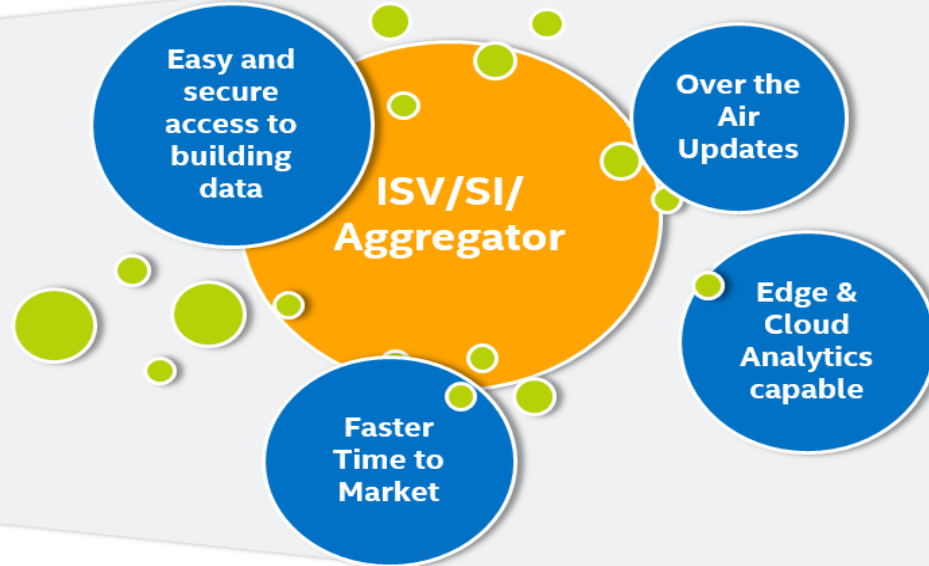 Easy and
secure
access to
building
data
ISV/SI/
Aggregator
Over the
Air
Updates
Edge &
Cloud
Analytics
capable
Faster
Time to
Market